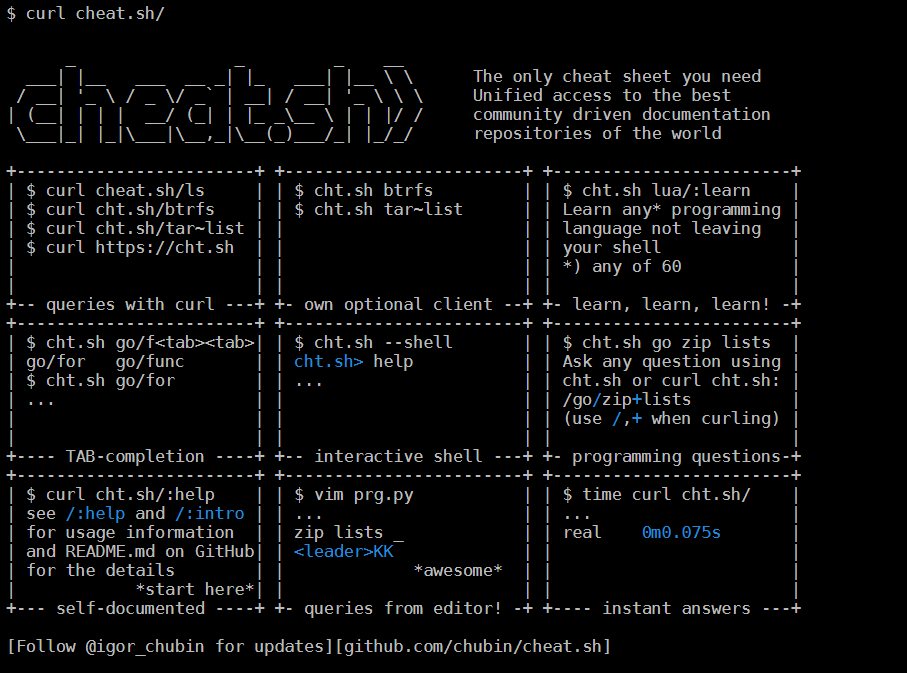 $ curl cheat.sh/
cheat.sh
The only cheat sheet you need
Unified access to the best
community driven documentation
repositories of the world
$ curl cheat.sh/ls
$ curl cht.sh/btrfs
$ curl cht.sh/tar~list
$ curl https://cht.sh
-- queries with curl ---
$ cht.sh btrfs
$ cht.sh tar~list
- own optional client --
$ cht.sh lua/:learn
Learn any* programming
language not leaving
your shell
*) any of 60
- learn, learn, learn! -
$ cht.sh go/f<tab><tab>
go/for   go/func
$ cht.sh go/for
...
---- TAB-completion ----
$ cht.sh --shell
cht.sh> help
...
-- interactive shell ---
$ cht.sh go zip lists
Ask any question using
cht.sh or curl cht.sh:
/go/zip+lists
(use /,+ when curling)
- programming questions-
$ curl cht.sh/:help
see /:help and /:intro
for usage information
and README.md on GitHub
for the details
*start here*
--- self-documented ----
$ vim prg.py
...
zip lists _
<leader>KK
*awesome*
- queries from editor! -
$ time curl cht.sh/
...
real    0m0.075s
---- instant answers ---
[Follow @igor_chubin for updates][github.com/chubin/cheat.sh]